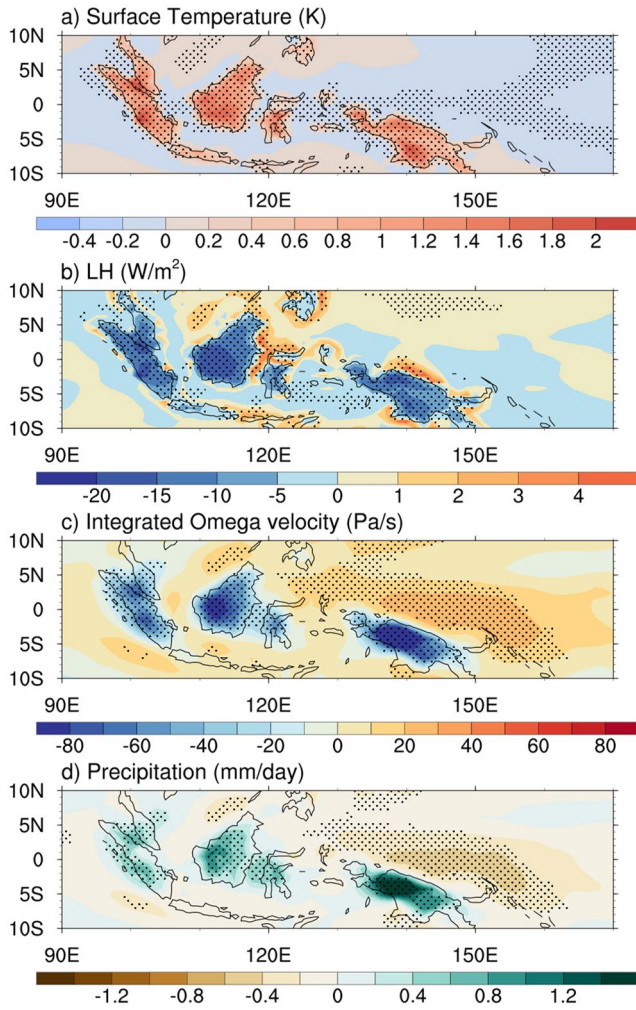 a) Surface Temperature (K)
10N
5N
0
5S
10S
90E 120E 150E
-0.4 -0.2 0 0.2 0.4 0.6 0.8 1 1.2 1.4 1.6 1.8 2
b) LH (W/m²)
10N
5N
0
5S
10S
90E 120E 150E
-20 -15 -10 -5 0 1 2 3 4
c) Integrated Omega velocity (Pa/s)
10N
5N
0
5S
10S
90E 120E 150E
-80 -60 -40 -20 0 20 40 60 80
d) Precipitation (mm/day)
10N
5N
0
5S
10S
90E 120E 150E
-1.2 -0.8 -0.4 0 0.4 0.8 1.2